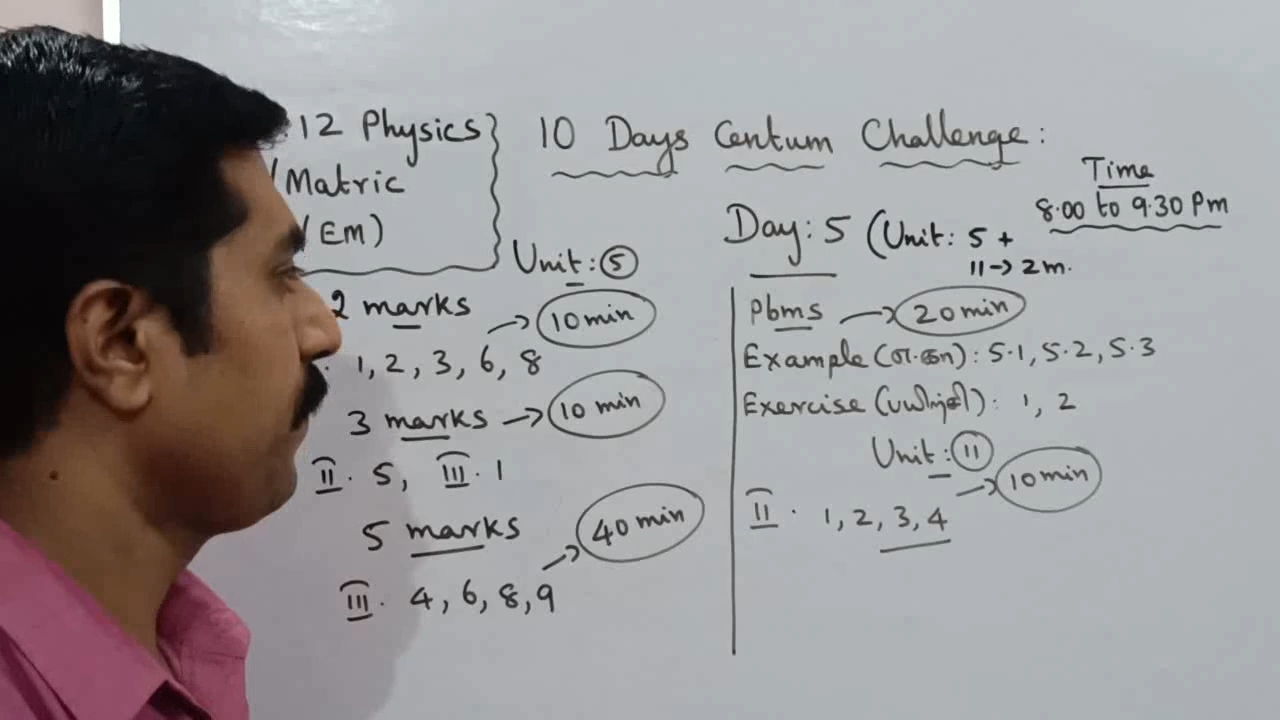 12 Physics
/Matric
/EM)
10 Days Centum Challenge:
Time
8.00 to 9.30 Pm
Day: 5 (Unit: 5 +
11 → 2 m.
Unit: 5
2 marks → 10 min
1, 2, 3, 6, 8
3 marks → 10 min
II. 5, III. 1
5 marks → 40 min
III. 4, 6, 8, 9
Pbms → 20 min
Example (எ.கா): 5.1, 5.2, 5.3
Exercise (பயிற்சி): 1, 2
Unit: 11
II. 1, 2, 3, 4 → 10 min